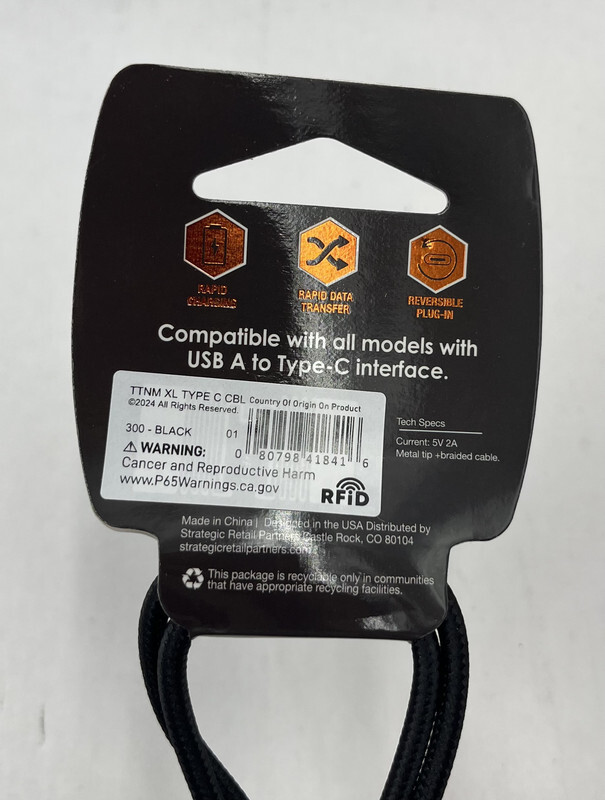 RAPID
CHARGING
RAPID DATA
TRANSFER
REVERSIBLE
PLUG-IN
Compatible with all models with
USB A to Type-C interface.
TTNM XL TYPE C CBL Country Of Origin On Product
©2024 All Rights Reserved.
300 - BLACK 01
0 80798 41841 6
⚠ WARNING:
Cancer and Reproductive Harm
www.P65Warnings.ca.gov
RFiD
Tech Specs
Current: 5V 2A
Metal tip +braided cable.
Made in China | Designed in the USA Distributed by
Strategic Retail Partners Castle Rock, CO 80104
strategicretailpartners.com
This package is recyclable only in communities
that have appropriate recycling facilities.